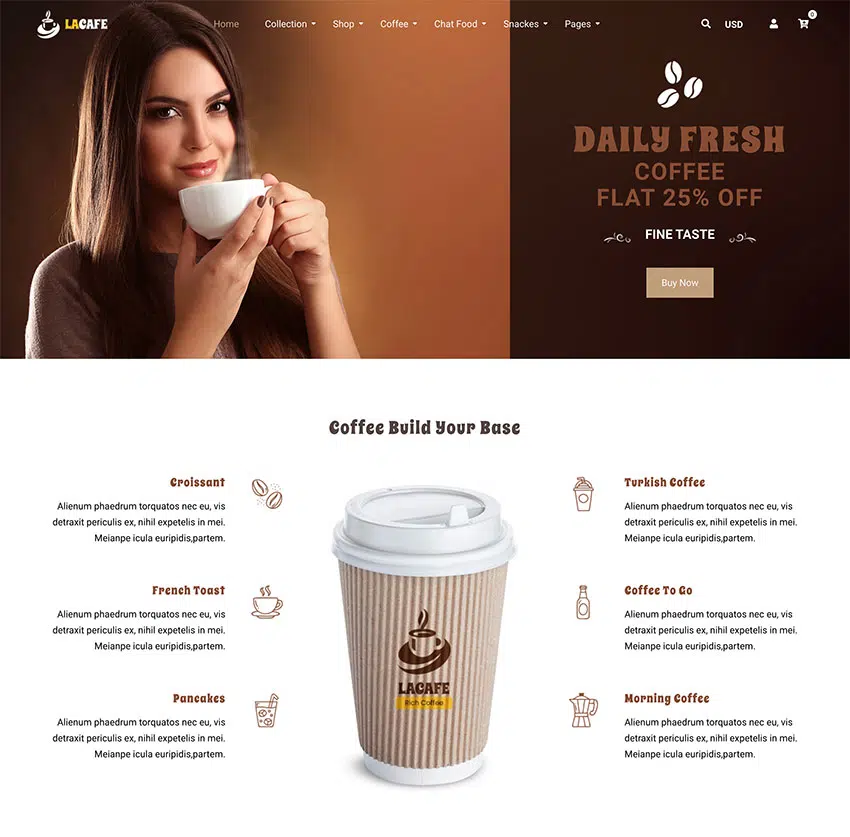 LACAFE
Home Collection Shop Coffee Chat Food Snackes Pages USD 0
DAILY FRESH
COFFEE
FLAT 25% OFF
FINE TASTE
Buy Now
Coffee Build Your Base
Croissant
Alienum phaedrum torquatos nec eu, vis
detraxit periculis ex, nihil expetelis in mei.
Meianpe icula euripidis,partem.
French Toast
Alienum phaedrum torquatos nec eu, vis
detraxit periculis ex, nihil expetelis in mei.
Meianpe icula euripidis,partem.
Pancakes
Alienum phaedrum torquatos nec eu, vis
detraxit periculis ex, nihil expetelis in mei.
Meianpe icula euripidis,partem.
LACAFE
Rich Coffee
Turkish Coffee
Alienum phaedrum torquatos nec eu, vis
detraxit periculis ex, nihil expetelis in mei.
Meianpe icula euripidis,partem.
Coffee To Go
Alienum phaedrum torquatos nec eu, vis
detraxit periculis ex, nihil expetelis in mei.
Meianpe icula euripidis,partem.
Morning Coffee
Alienum phaedrum torquatos nec eu, vis
detraxit periculis ex, nihil expetelis in mei.
Meianpe icula euripidis,partem.